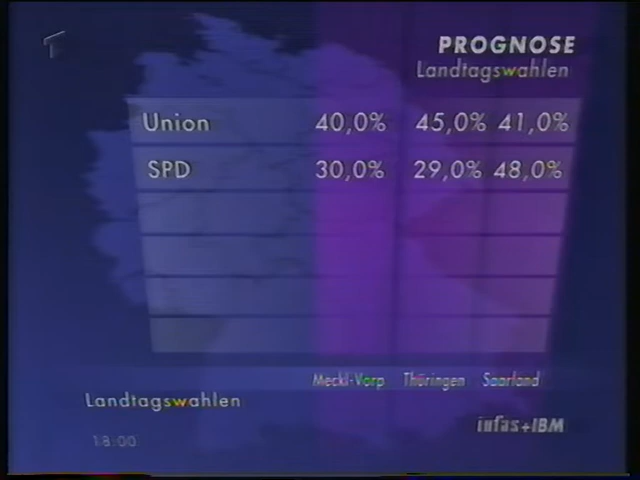 PROGNOSE
Landtagswahlen
Union 40,0% 45,0% 41,0%
SPD 30,0% 29,0% 48,0%
Meckl-Vorp Thüringen Saarland
Landtagswahlen
infas+IBM
18:00